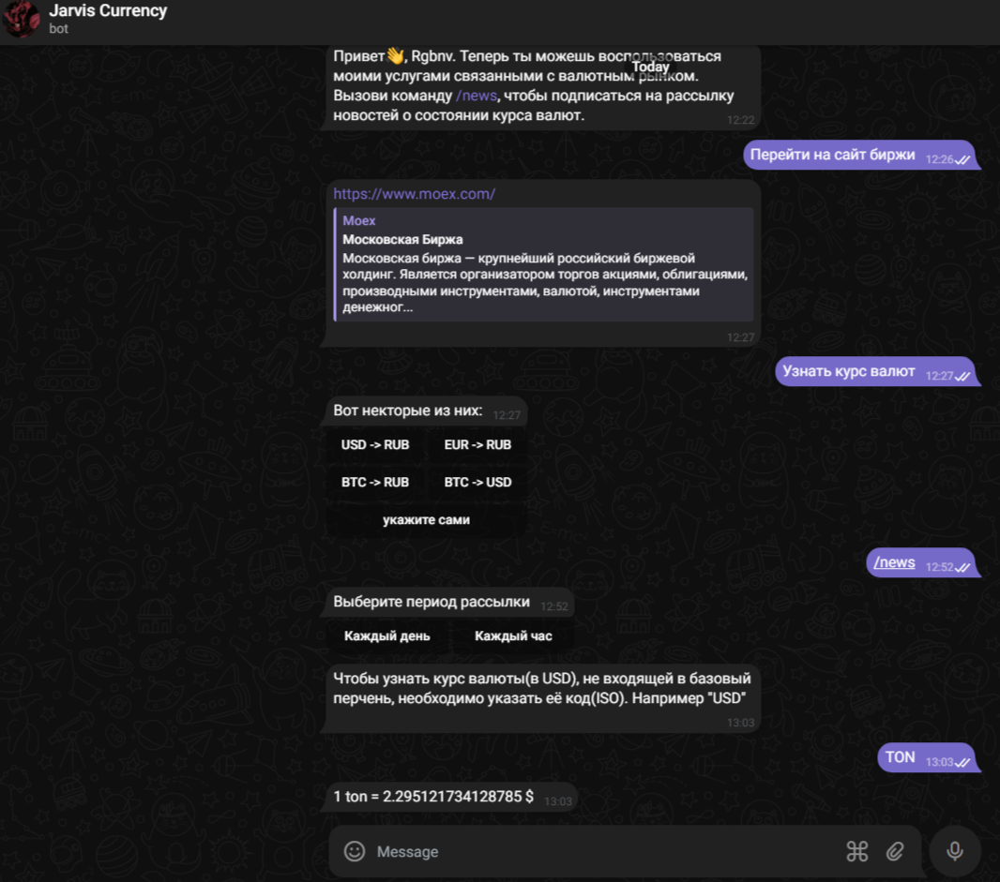 Jarvis Currency
bot
Привет👋, Rgbnv. Теперь ты можешь воспользоваться
Today
моими услугами связанными с валютным рынком.
Вызови команду /news, чтобы подписаться на рассылку
новостей о состоянии курса валют.
12:22
Перейти на сайт биржи 12:26
https://www.moex.com/
Moex
Московская Биржа
Московская биржа — крупнейший российский биржевой
холдинг. Является организатором торгов акциями, облигациями,
производными инструментами, валютой, инструментами
денежног...
12:27
Узнать курс валют 12:27
Вот некторые из них: 12:27
USD -> RUB EUR -> RUB
BTC -> RUB BTC -> USD
укажите сами
/news 12:52
Выберите период рассылки 12:52
Каждый день Каждый час
Чтобы узнать курс валюты(в USD), не входящей в базовый
перчень, необходимо указать её код(ISO). Например "USD"
13:03
TON 13:03
1 ton = 2.295121734128785 $ 13:03
Message